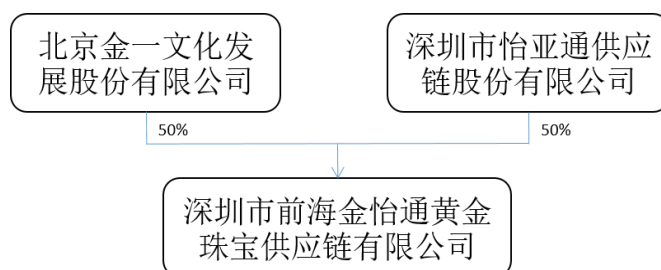 北京金一文化发
展股份有限公司
深圳市怡亚通供应
链股份有限公司
50%
50%
深圳市前海金怡通黄金
珠宝供应链有限公司